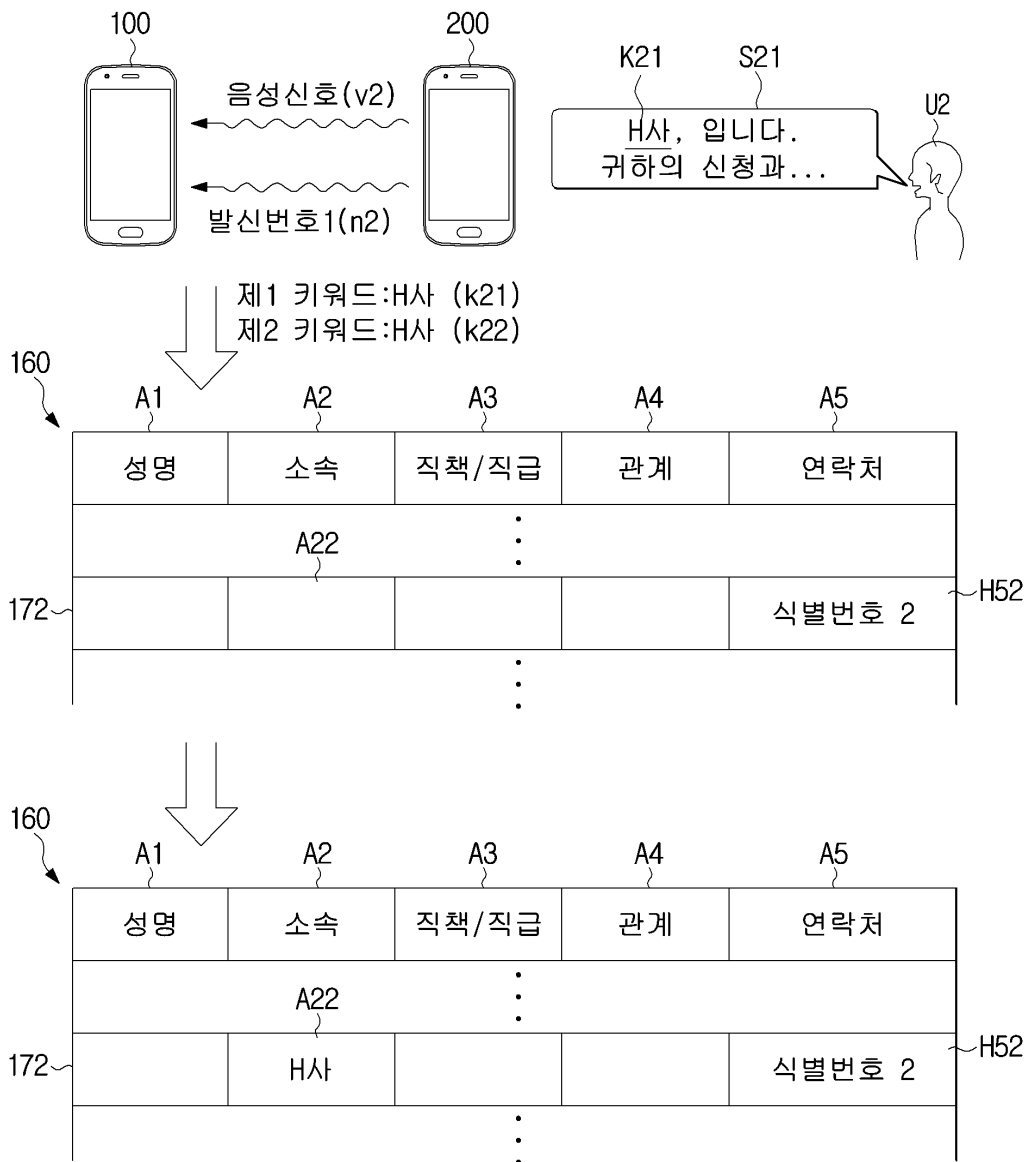 100
200
K21
S21
U2
음성신호(v2)
H사, 입니다.
귀하의 신청과...
발신번호1(n2)
제1 키워드:H사 (k21)
제2 키워드:H사 (k22)
160
A1 A2 A3 A4 A5
성명 소속 직책/직급 관계 연락처
A22
172
식별번호 2
H52
160
A1 A2 A3 A4 A5
성명 소속 직책/직급 관계 연락처
A22
172
H사
식별번호 2
H52